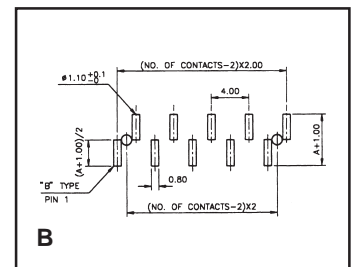 (NO. OF CONTACTS-2)X2.00
ø1.10 +0.1 -0
4.00
(A+1.00)/2
A+1.00
"B" TYPE
PIN 1
0.80
(NO. OF CONTACTS-2)X2
B